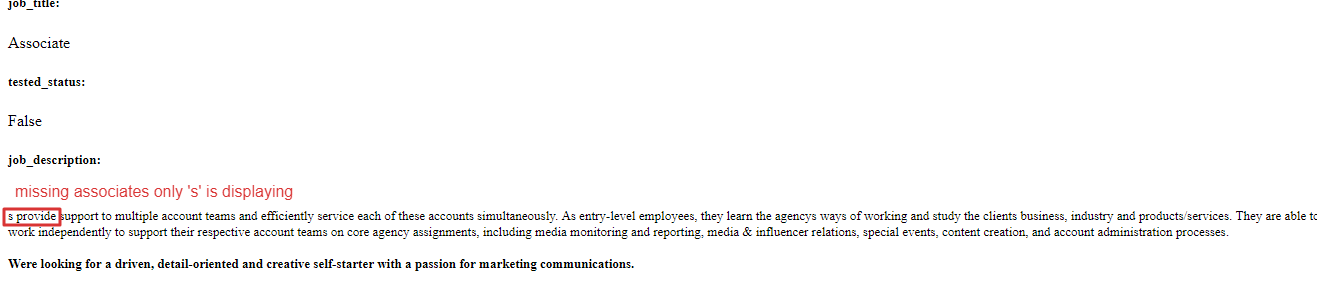 job_title:
Associate
tested_status:
False
job_description:
missing associates only 's' is displaying
s provide support to multiple account teams and efficiently service each of these accounts simultaneously. As entry-level employees, they learn the agencys ways of working and study the clients business, industry and products/services. They are able to
work independently to support their respective account teams on core agency assignments, including media monitoring and reporting, media & influencer relations, special events, content creation, and account administration processes.
Were looking for a driven, detail-oriented and creative self-starter with a passion for marketing communications.